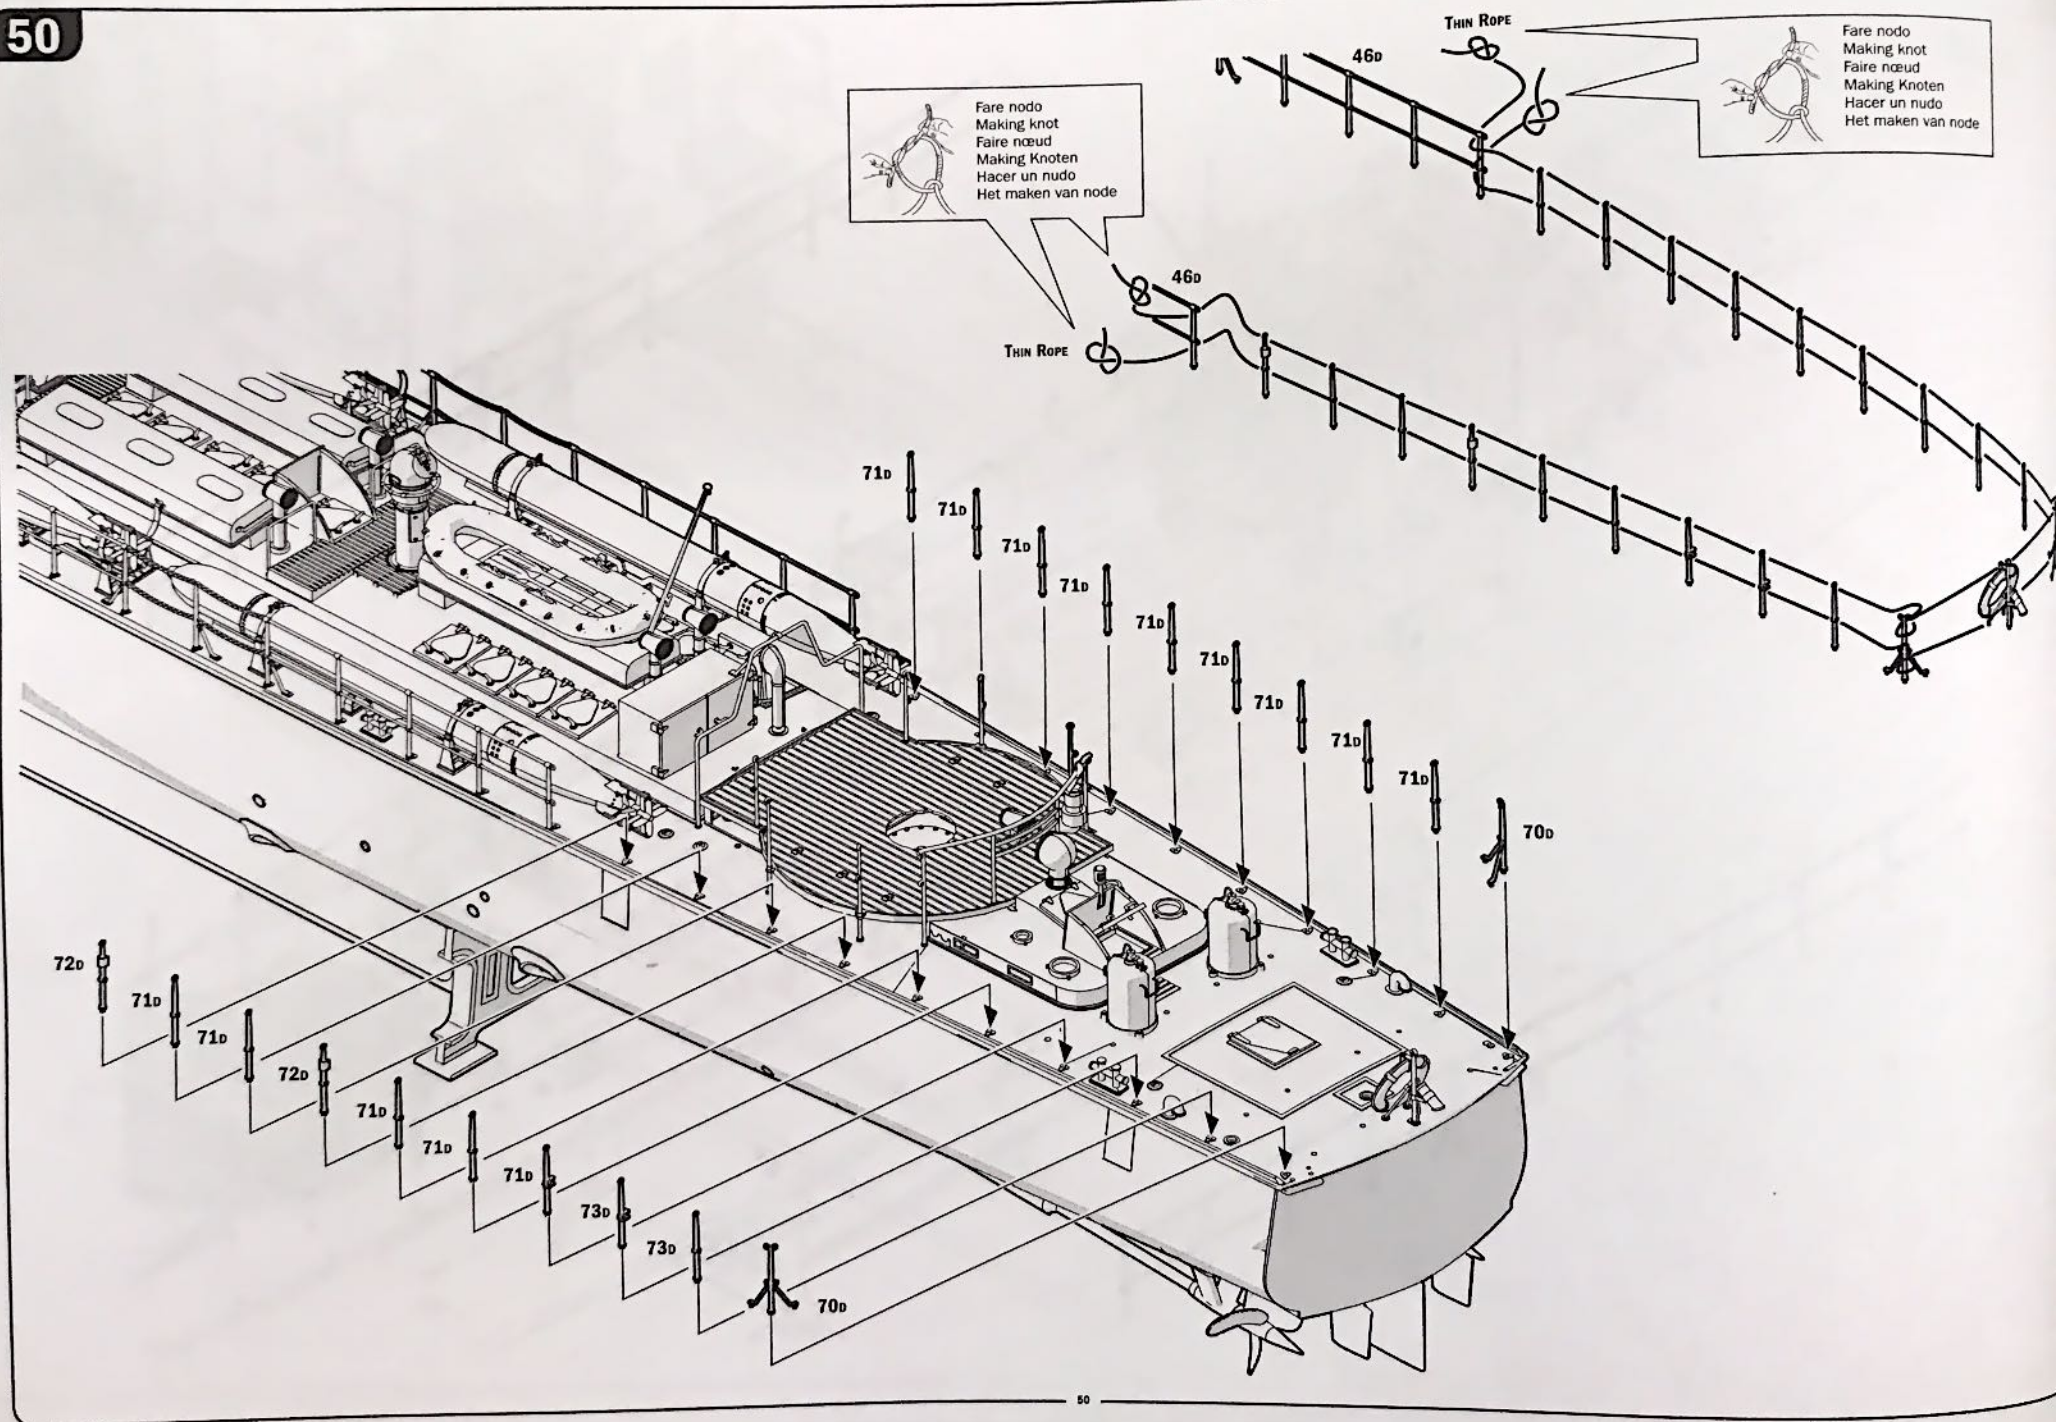 50
THIN ROPE
46D
Fare nodo
Making knot
Faire nœud
Making Knoten
Hacer un nudo
Het maken van node
Fare nodo
Making knot
Faire nœud
Making Knoten
Hacer un nudo
Het maken van node
46D
THIN ROPE
71D
71D
71D
71D
71D
71D
71D
71D
71D
70D
72D
71D
71D
72D
71D
71D
71D
73D
73D
70D
50